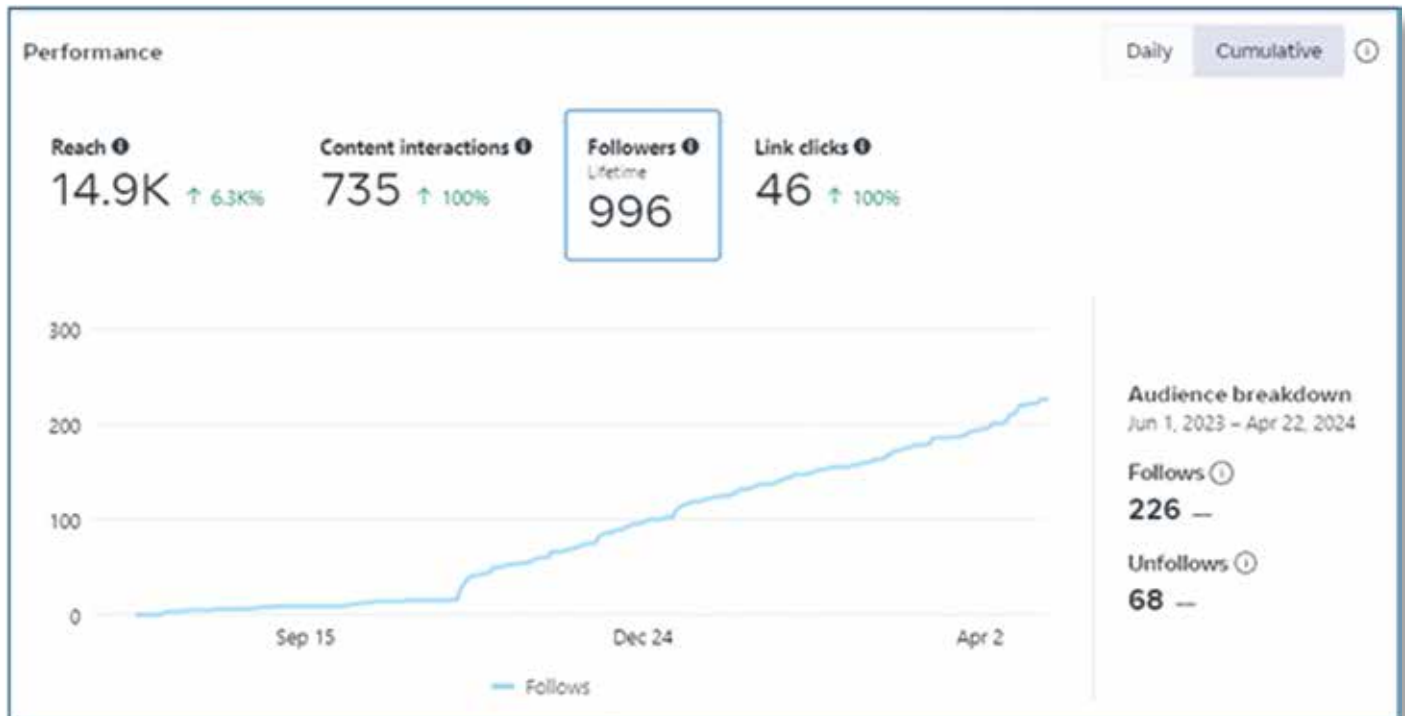 Performance
Daily Cumulative
Reach
14.9K ↑ 6.3K%
Content interactions
735 ↑ 100%
Followers
Lifetime
996
Link clicks
46 ↑ 100%
300
200
100
0
Sep 15 Dec 24 Apr 2
Follows
Audience breakdown
Jun 1, 2023 – Apr 22, 2024
Follows
226 —
Unfollows
68 —